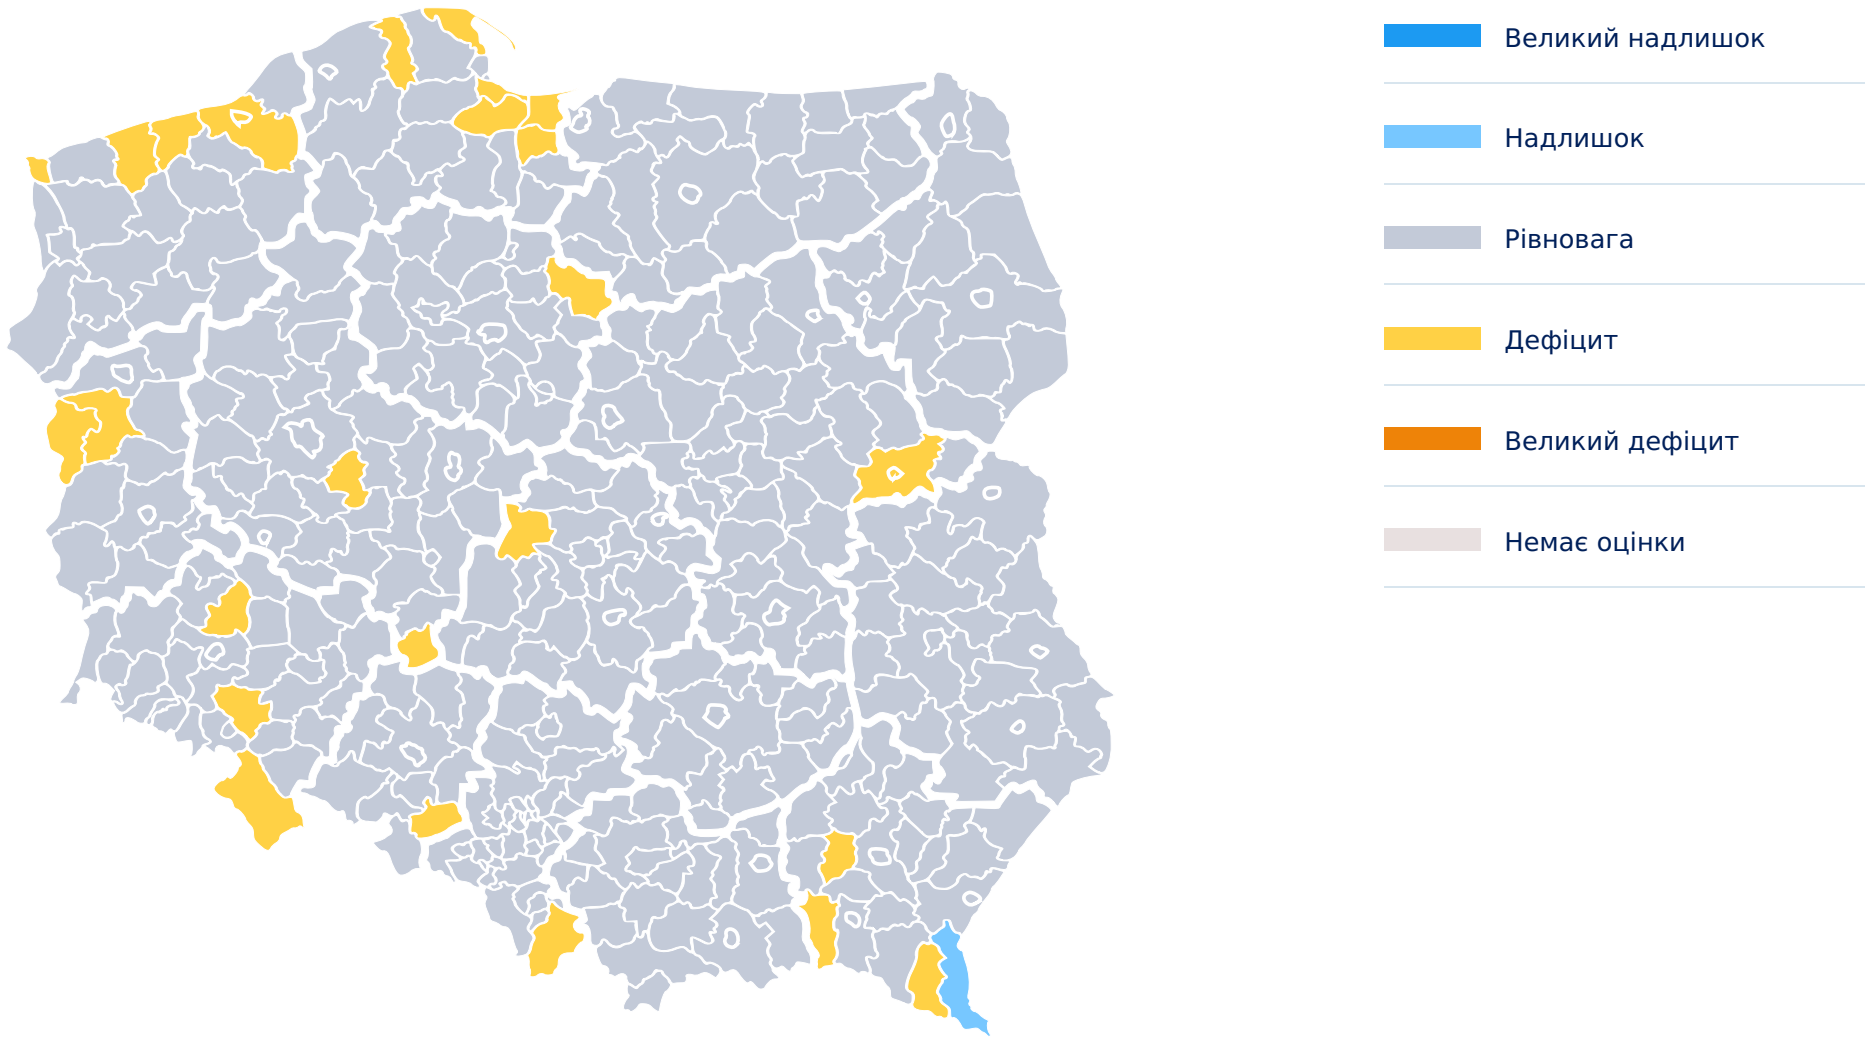 Великий надлишок
Надлишок
Рівновага
Дефіцит
Великий дефіцит
Немає оцінки